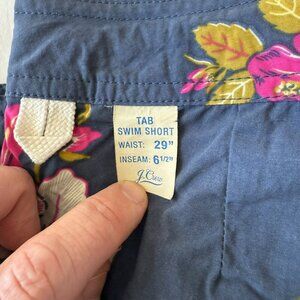 TAB
SWIM SHORT
WAIST: 29"
INSEAM: 6 1/2"
J.Crew